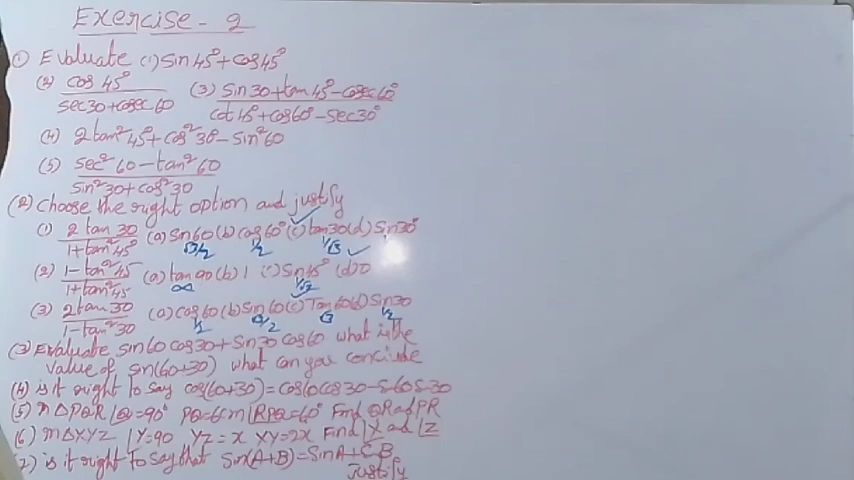 Exercise - 2
① Evaluate (1) Sin 45° + Cos 45°
(2) cos 45° / sec 30 + cosec 60 (3) Sin 30 + tan 45° - cosec 60° / cot 45° + cos 60° - sec 30°
(4) 2 tan² 45° + cos² 30° - sin² 60
(5) sec² 60 - tan² 60 / sin² 30 + cos² 30
(2) Choose the right option and justify
(1) 2 tan 30 / 1 + tan² 45° (a) Sin 60 (b) Cos 60° (c) tan 30 (d) Sin 30°
√3/2 1/2 1/√3
(2) 1 - tan² 45 / 1 + tan² 45 (a) tan 90 (b) 1 (c) Sin 45° (d) 0
∞ 1/√2
(3) 2 tan 30 / 1 - tan² 30 (a) Cos 60 (b) Sin 60 (c) Tan 60 (d) Sin 30
1/2 √3/2 √3 1/2
(3) Evaluate sin 60 cos 30 + Sin 30 cos 60 what is the
value of sin(60+30) what can you conclude
(4) is it right to say cos(60+30) = Cos 60 Cos 30 - S 60 S 30
(5) In ΔPQR ∠Q = 90° PQ = 6m ∠RPQ = 60° Find QR ad PR
(6) In ΔXYZ ∠Y = 90 YZ = x XY = 2x Find ∠X ad ∠Z
(7) is it right to say that Sin(A+B) = Sin A + S B
Justify